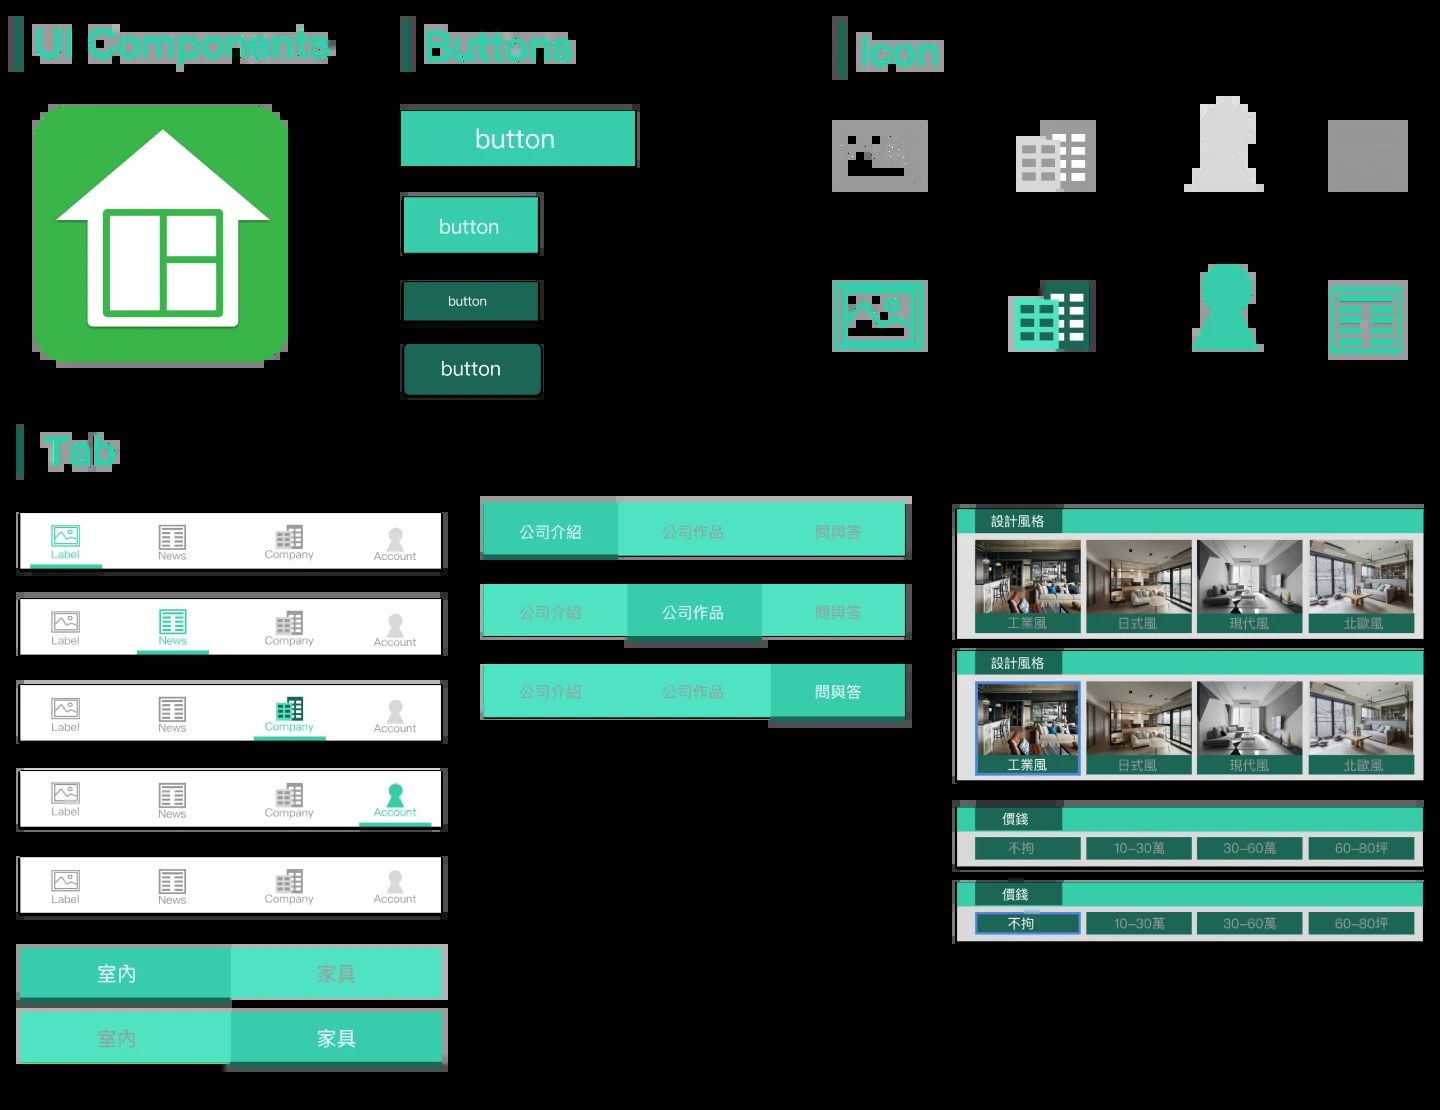 UI Components
Buttons
Icon
button
button
button
button
Tab
Label News Company Account
Label News Company Account
Label News Company Account
Label News Company Account
Label News Company Account
室內 家具
室內 家具
公司介紹 公司作品 問與答
公司介紹 公司作品 問與答
公司介紹 公司作品 問與答
設計風格
工業風 日式風 現代風 北歐風
設計風格
工業風 日式風 現代風 北歐風
價錢
不拘 10-30萬 30-60萬 60-80坪
價錢
不拘 10-30萬 30-60萬 60-80坪